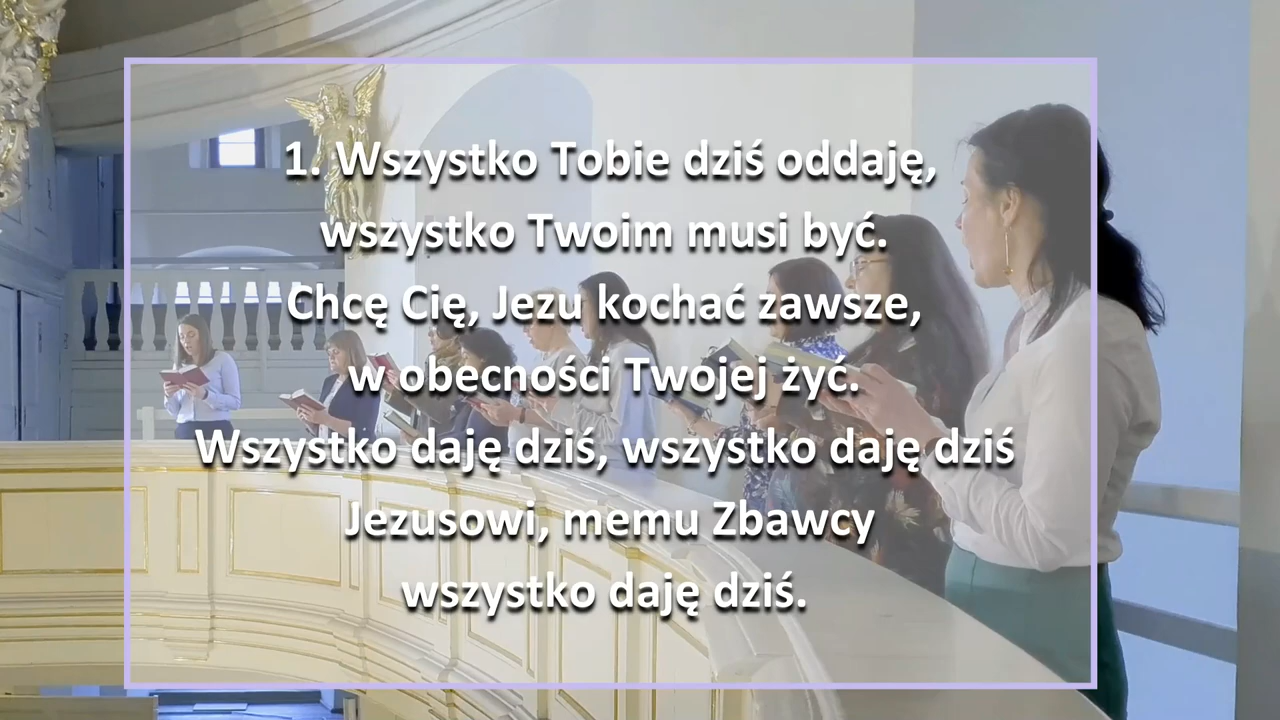 1. Wszystko Tobie dziś oddaję,
wszystko Twoim musi być.
Chcę Cię, Jezu kochać zawsze,
w obecności Twojej żyć.
Wszystko daję dziś, wszystko daję dziś
Jezusowi, memu Zbawcy
wszystko daję dziś.